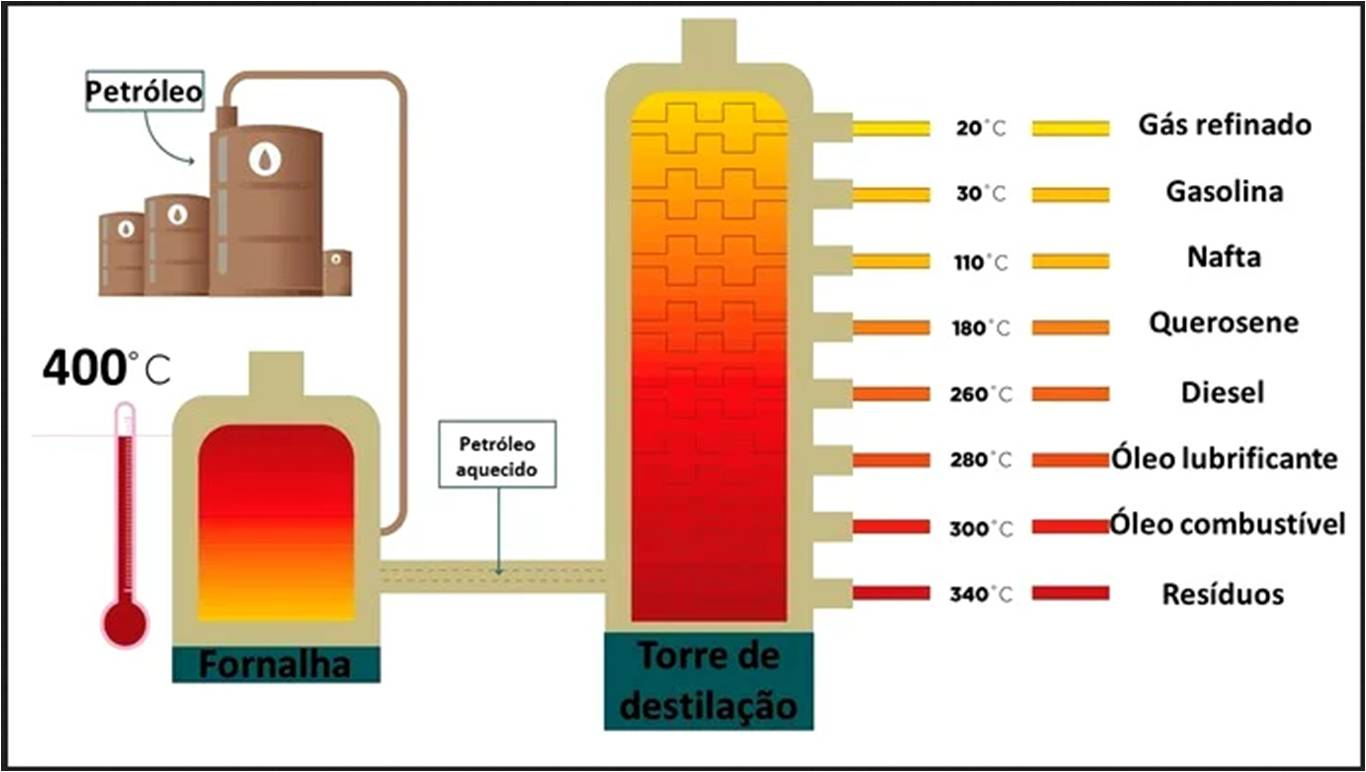 Petróleo
400°C
Fornalha
Petróleo
aquecido
Torre de
destilação
20°C Gás refinado
30°C Gasolina
110°C Nafta
180°C Querosene
260°C Diesel
280°C Óleo lubrificante
300°C Óleo combustível
340°C Resíduos